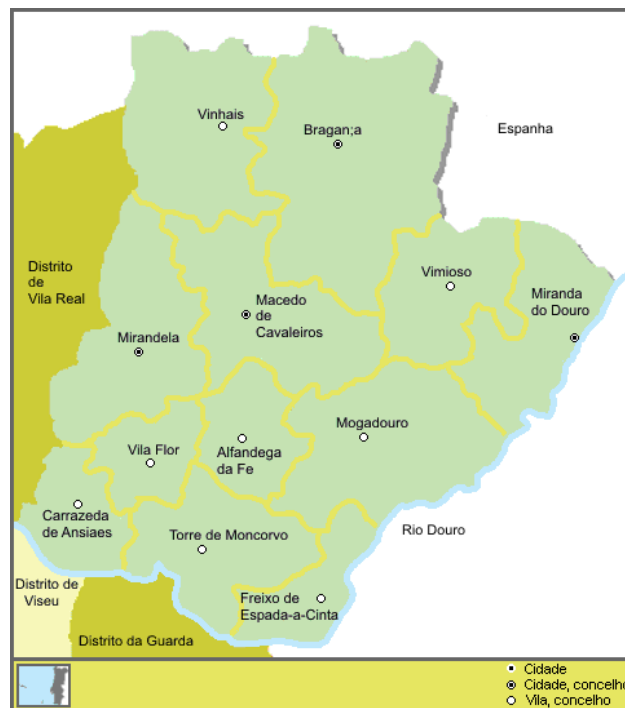 Vinhais
Bragan;a
Espanha
Distrito
de
Vila Real
Vimioso
Miranda
do Douro
Macedo
de
Cavaleiros
Mirandela
Mogadouro
Vila Flor
Alfandega
da Fe
Carrazeda
de Ansiaes
Torre de Moncorvo
Rio Douro
Distrito de
Viseu
Freixo de
Espada-a-Cinta
Distrito da Guarda
Cidade
Cidade, concelho
Vila, concelho